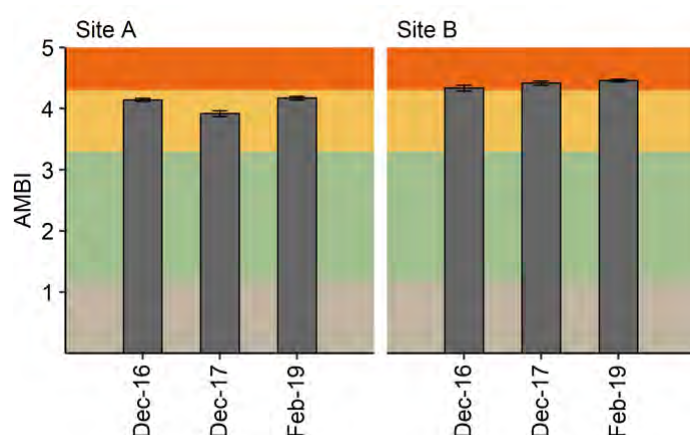 Site A
Site B
AMBI
5
4
3
2
1
Dec-16
Dec-17
Feb-19
Dec-16
Dec-17
Feb-19